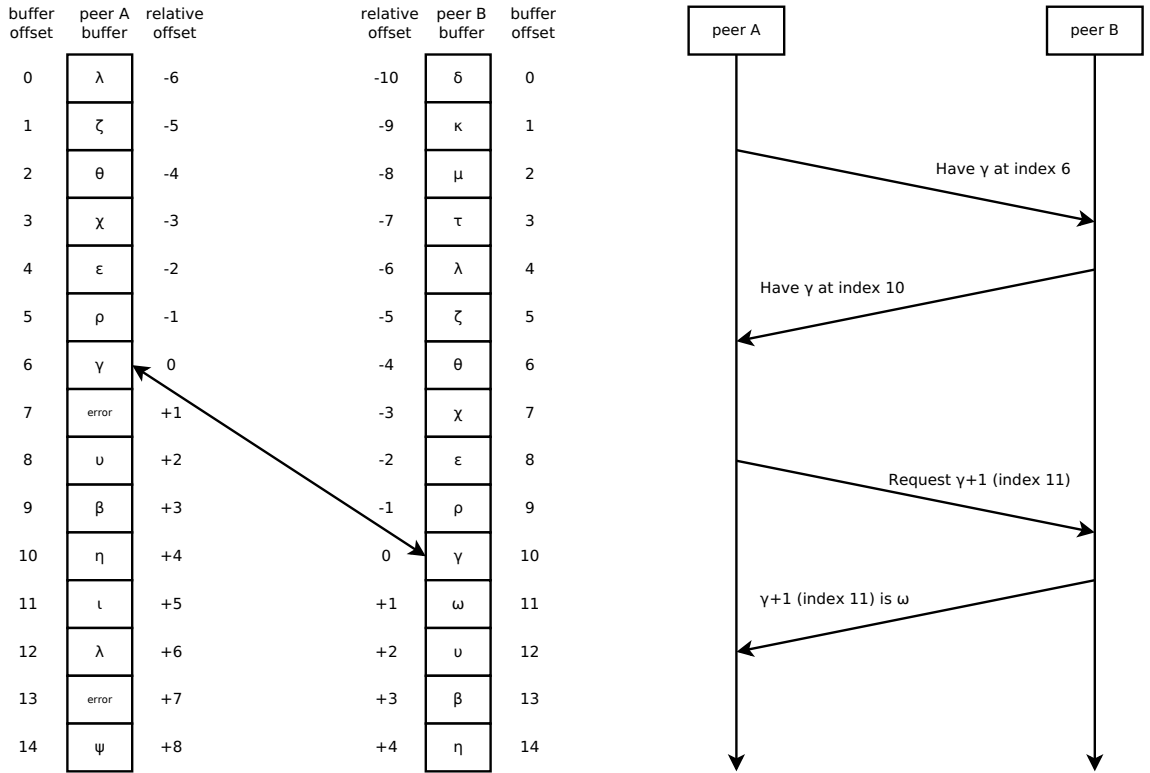 buffer peer A relative relative peer B buffer
offset buffer offset offset buffer offset
peer A peer B
0 λ -6 -10 δ 0
1 ζ -5 -9 κ 1
2 θ -4 -8 μ 2
Have γ at index 6
3 χ -3 -7 τ 3
4 ε -2 -6 λ 4
Have γ at index 10
5 ρ -1 -5 ζ 5
6 γ 0 -4 θ 6
7 error +1 -3 χ 7
8 υ +2 -2 ε 8
Request γ+1 (index 11)
9 β +3 -1 ρ 9
10 η +4 0 γ 10
11 ι +5 +1 ω 11
γ+1 (index 11) is ω
12 λ +6 +2 υ 12
13 error +7 +3 β 13
14 ψ +8 +4 η 14